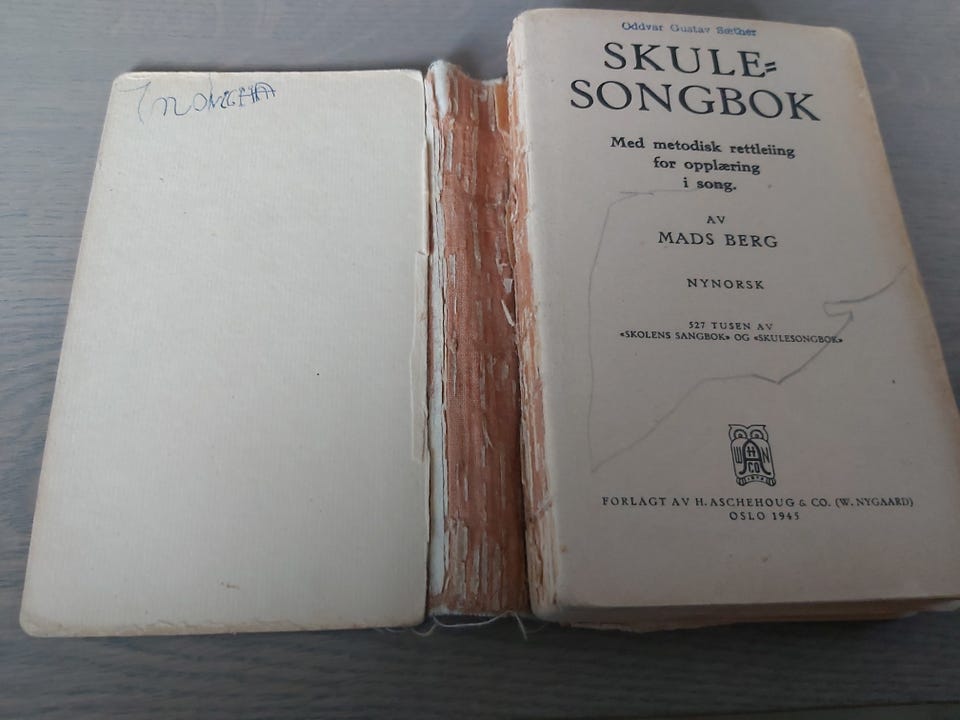 Oddvar Gustav Sæther
SKULE=
SONGBOK
Med metodisk rettleiing
for opplæring
i song.
AV
MADS BERG
NYNORSK
527 TUSEN AV
«SKOLENS SANGBOK» OG «SKULESONGBOK»
FORLAGT AV H. ASCHEHOUG & CO. (W. NYGAARD)
OSLO 1945